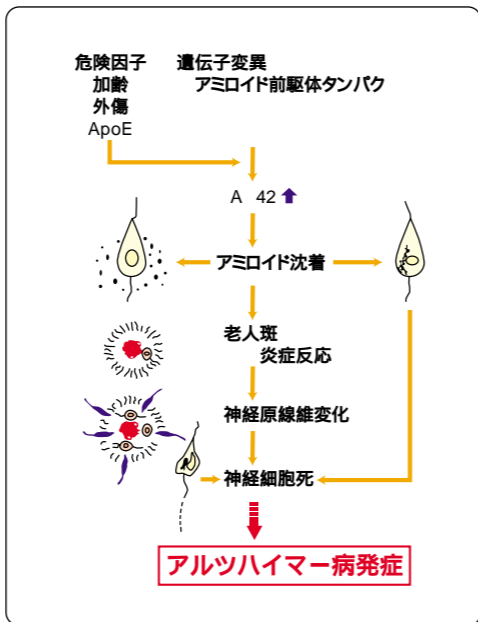 危険因子
加齢
外傷
ApoE
遺伝子変異
アミロイド前駆体タンパク
A 42
アミロイド沈着
老人斑
炎症反応
神経原線維変化
神経細胞死
アルツハイマー病発症